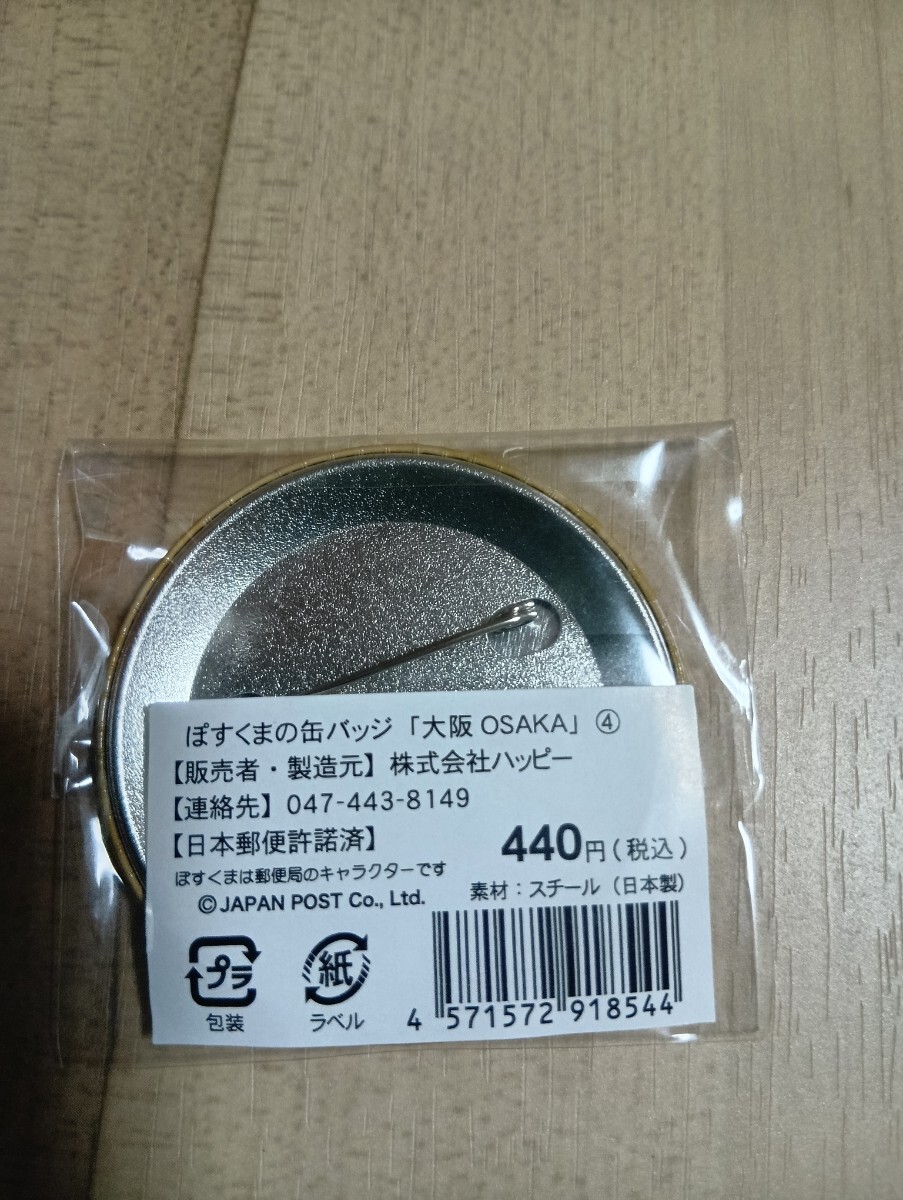 ぽすくまの缶バッジ「大阪 OSAKA」④
【販売者・製造元】株式会社ハッピー
【連絡先】047-443-8149
【日本郵便許諾済】
440円(税込)
ぽすくまは郵便局のキャラクターです
©JAPAN POST Co., Ltd.
素材:スチール(日本製)
プラ
包装
紙
ラベル
4 571572 918544